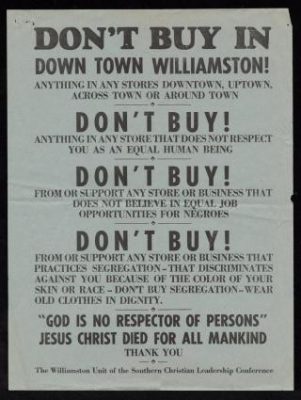 DON'T BUY IN
DOWN TOWN WILLIAMSTON!
ANYTHING IN ANY STORES DOWNTOWN, UPTOWN,
ACROSS TOWN OR AROUND TOWN
DON'T BUY!
ANYTHING IN ANY STORE THAT DOES NOT RESPECT
YOU AS AN EQUAL HUMAN BEING
DON'T BUY!
FROM OR SUPPORT ANY STORE OR BUSINESS THAT
DOES NOT BELIEVE IN EQUAL JOB
OPPORTUNITIES FOR NEGROES
DON'T BUY!
FROM OR SUPPORT ANY STORE OR BUSINESS THAT
PRACTICES SEGREGATION - THAT DISCRIMINATES
AGAINST YOU BECAUSE OF THE COLOR OF YOUR
SKIN OR RACE - DON'T BUY SEGREGATION - WEAR
OLD CLOTHES IN DIGNITY.
"GOD IS NO RESPECTOR OF PERSONS"
JESUS CHRIST DIED FOR ALL MANKIND
THANK YOU
The Williamston Unit of the Southern Christian Leadership Conference